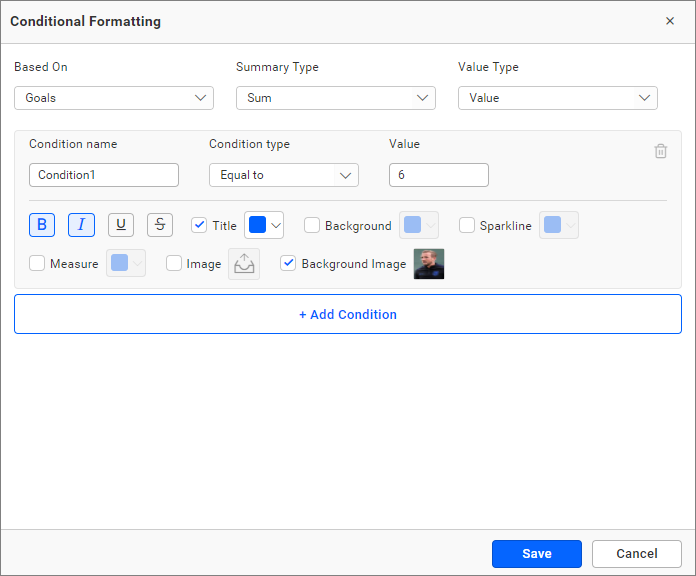 Conditional Formatting ×
Based On Summary Type Value Type
Goals Sum Value
Condition name Condition type Value
Condition1 Equal to 6
B I U S Title Background Sparkline
Measure Image Background Image
+ Add Condition
Save Cancel